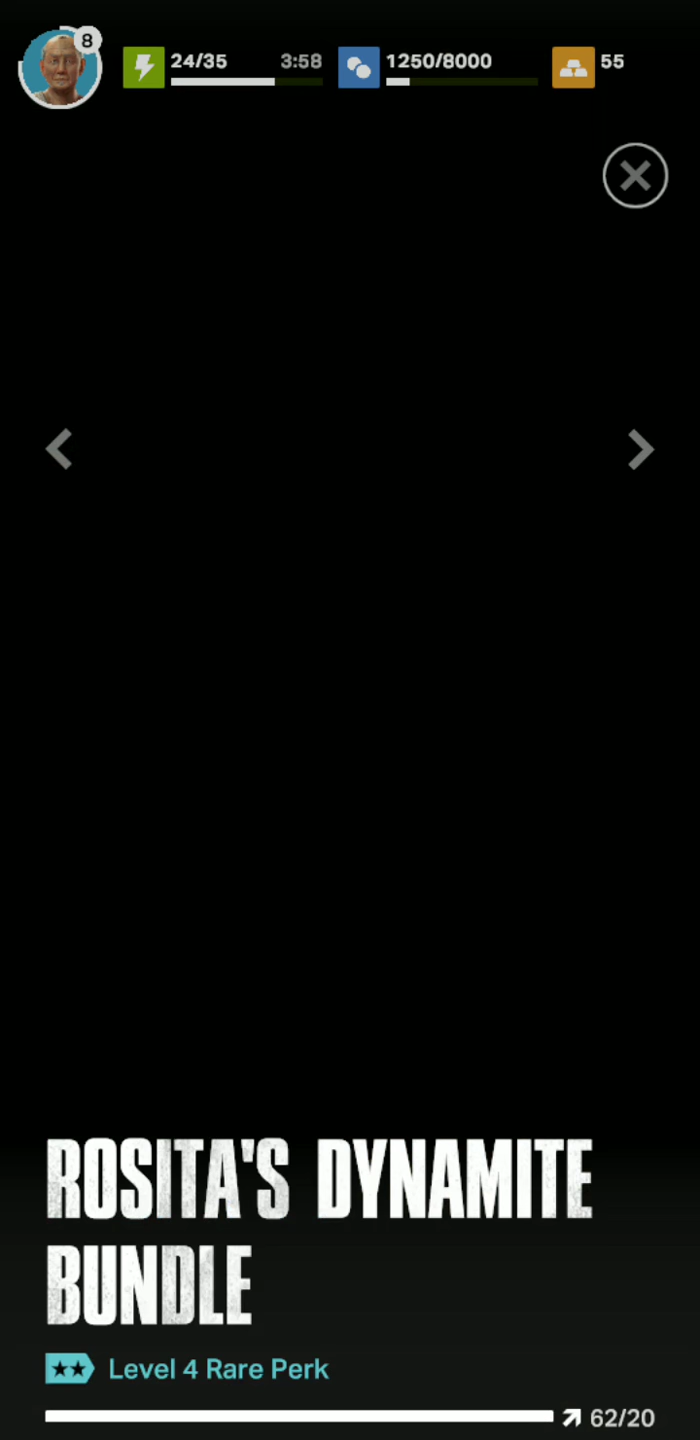 8
24/35 3:58 1250/8000 55
ROSITA'S DYNAMITE
BUNDLE
Level 4 Rare Perk
62/20